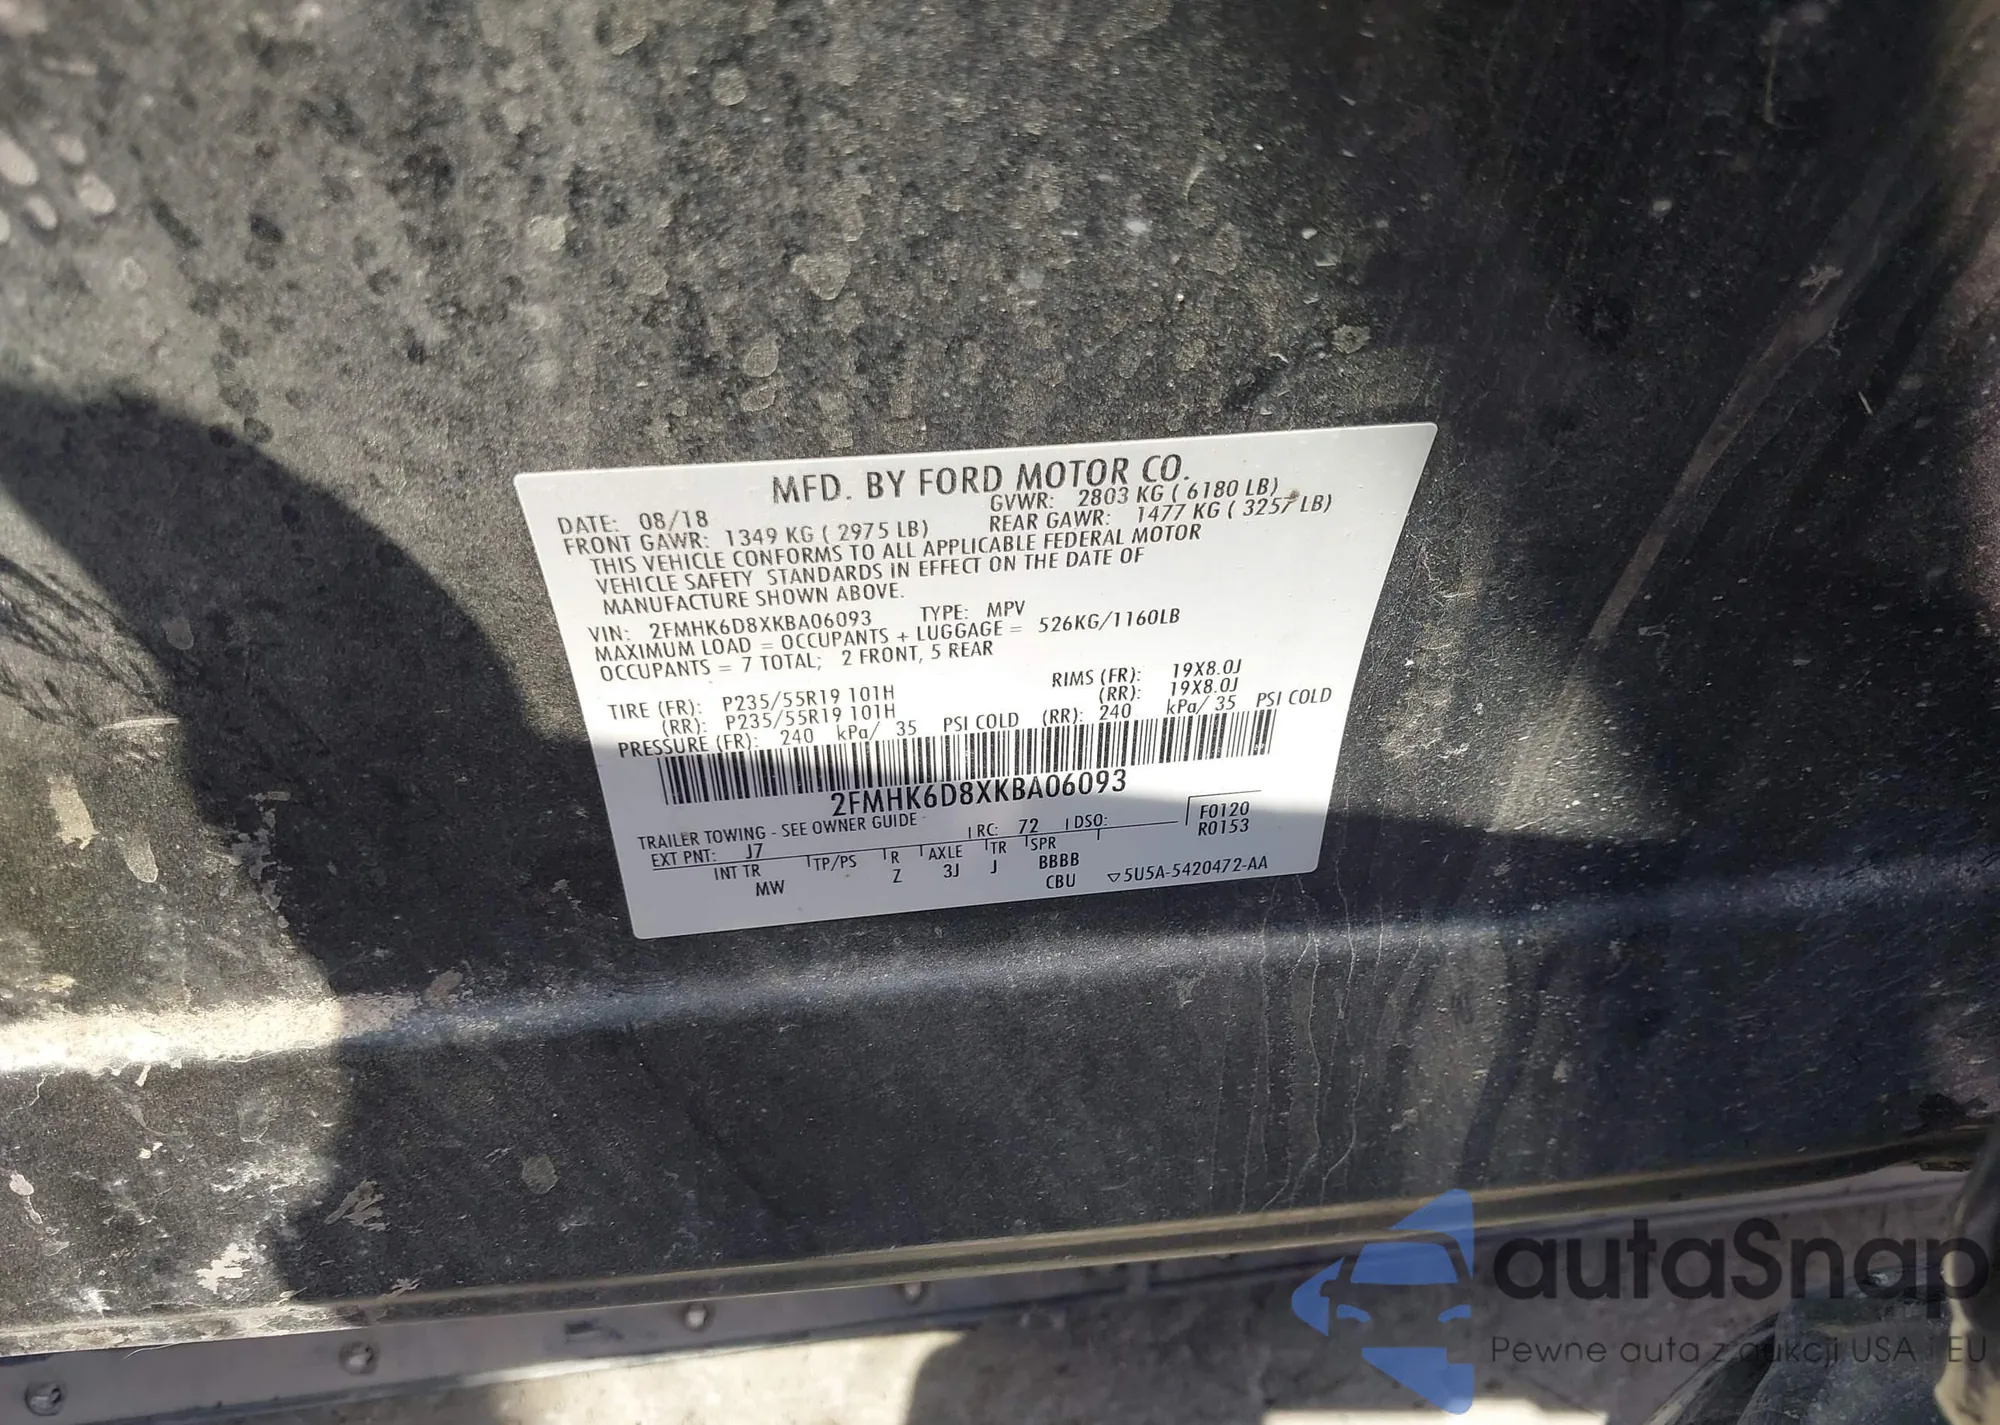 MFD. BY FORD MOTOR CO.
DATE: 08/18 GVWR: 2803 KG ( 6180 LB)
FRONT GAWR: 1349 KG ( 2975 LB) REAR GAWR: 1477 KG ( 3257 LB)
THIS VEHICLE CONFORMS TO ALL APPLICABLE FEDERAL MOTOR
VEHICLE SAFETY STANDARDS IN EFFECT ON THE DATE OF
MANUFACTURE SHOWN ABOVE.
VIN: 2FMHK6D8XKBA06093 TYPE: MPV
MAXIMUM LOAD = OCCUPANTS + LUGGAGE = 526KG/1160LB
OCCUPANTS = 7 TOTAL; 2 FRONT, 5 REAR
TIRE (FR): P235/55R19 101H RIMS (FR): 19X8.0J
(RR): P235/55R19 101H (RR): 19X8.0J
PRESSURE (FR): 240 kPa/ 35 PSI COLD (RR): 240 kPa/ 35 PSI COLD
2FMHK6D8XKBA06093
TRAILER TOWING - SEE OWNER GUIDE
F0120
R0153
EXT PNT: J7 RC: 72 DSO:
INT TR TP/PS R AXLE TR SPR
MW Z 3J J BBBB
CBU ▽5U5A-5420472-AA
autaSnap
Pewne auta z aukcji USA i EU